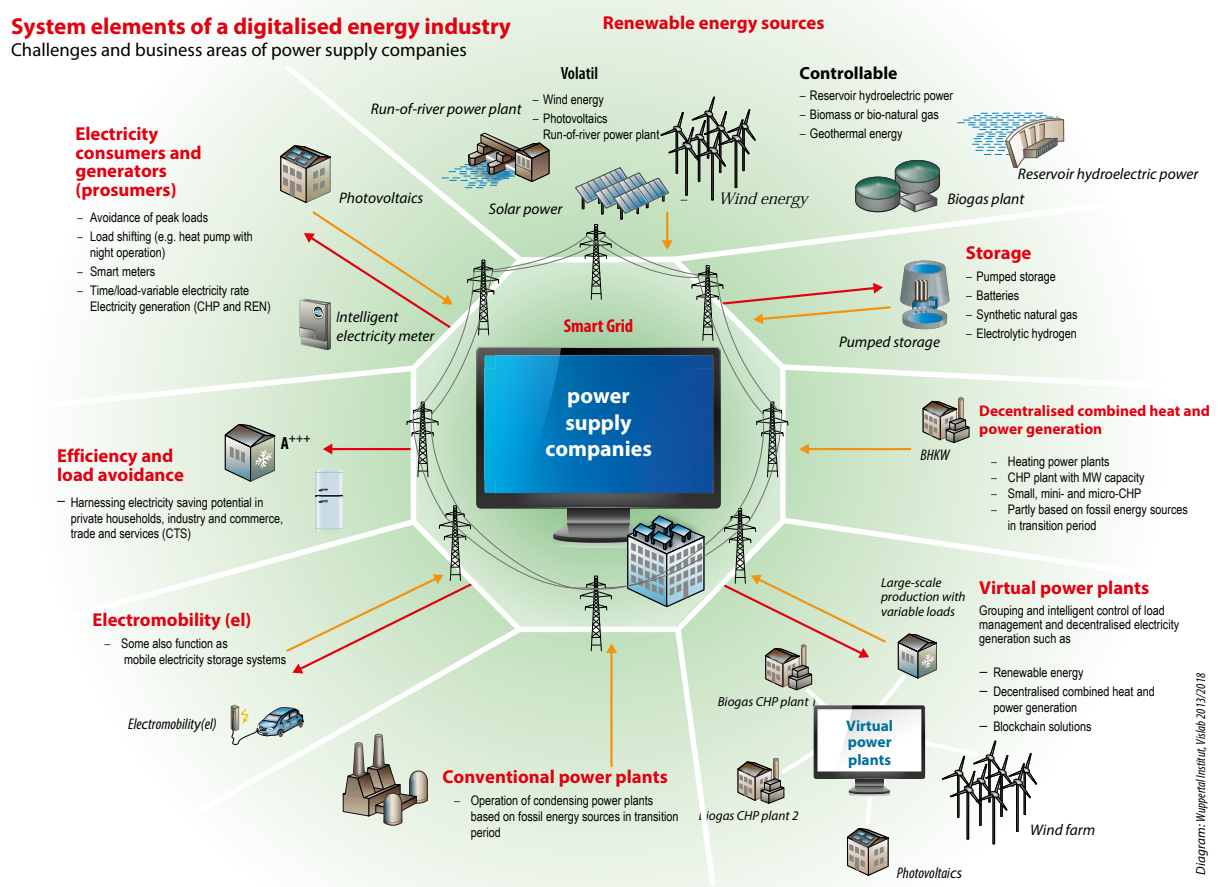 System elements of a digitalised energy industry
Challenges and business areas of power supply companies
Renewable energy sources
Volatil
– Wind energy
– Photovoltaics
Run-of-river power plant
Controllable
– Reservoir hydroelectric power
– Biomass or bio-natural gas
– Geothermal energy
Run-of-river power plant
Solar power
– Wind energy
Biogas plant
Reservoir hydroelectric power
Electricity
consumers and
generators
(prosumers)
– Avoidance of peak loads
– Load shifting (e.g. heat pump with
night operation)
– Smart meters
– Time/load-variable electricity rate
Electricity generation (CHP and REN)
Photovoltaics
Intelligent
electricity meter
Storage
– Pumped storage
– Batteries
– Synthetic natural gas
– Electrolytic hydrogen
Pumped storage
Smart Grid
power
supply
companies
Efficiency and
load avoidance
– Harnessing electricity saving potential in
private households, industry and commerce,
trade and services (CTS)
A+++
Decentralised combined heat and
power generation
– Heating power plants
– CHP plant with MW capacity
– Small, mini- and micro-CHP
– Partly based on fossil energy sources
in transition period
BHKW
Electromobility (el)
– Some also function as
mobile electricity storage systems
Electromobility(el)
Conventional power plants
– Operation of condensing power plants
based on fossil energy sources in transition
period
Virtual power plants
Grouping and intelligent control of load
management and decentralised electricity
generation such as
– Renewable energy
– Decentralised combined heat and
power generation
– Blockchain solutions
Large-scale
production with
variable loads
Biogas CHP plant 1
Virtual
power
plants
Biogas CHP plant 2
Wind farm
Photovoltaics
Diagram: Wuppertal Institut, Vislab 2013/2018